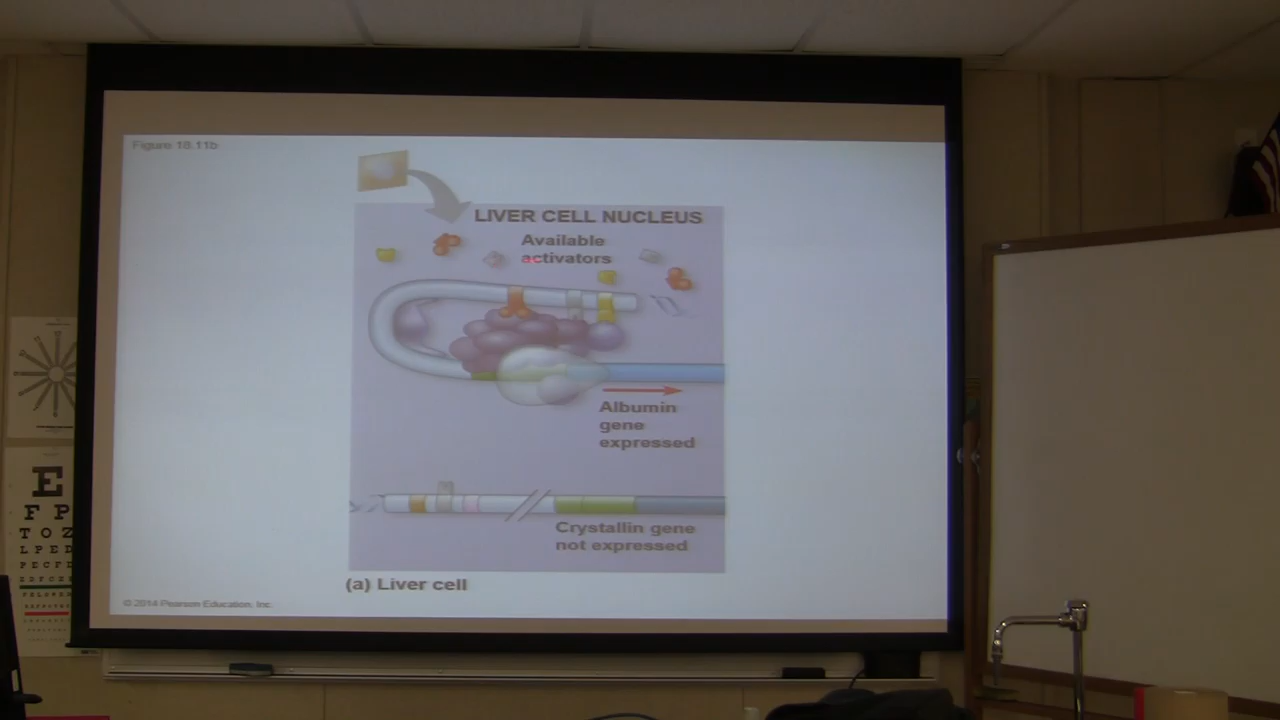 Figure 18.11b
LIVER CELL NUCLEUS
Available
activators
Albumin
gene
expressed
Crystallin gene
not expressed
(a) Liver cell
© 2014 Pearson Education, Inc.
E
F P
T O Z
L P E D
P E C F D
E D F C Z P